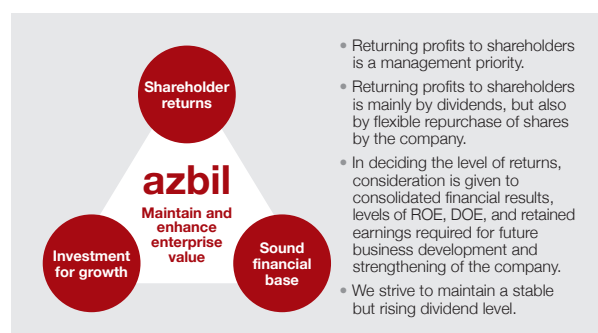 Shareholder
returns
azbil
Maintain and
enhance
enterprise
value
Investment
for growth
Sound
financial
base
• Returning profits to shareholders
is a management priority.
• Returning profits to shareholders
is mainly by dividends, but also
by flexible repurchase of shares
by the company.
• In deciding the level of returns,
consideration is given to
consolidated financial results,
levels of ROE, DOE, and retained
earnings required for future
business development and
strengthening of the company.
• We strive to maintain a stable
but rising dividend level.